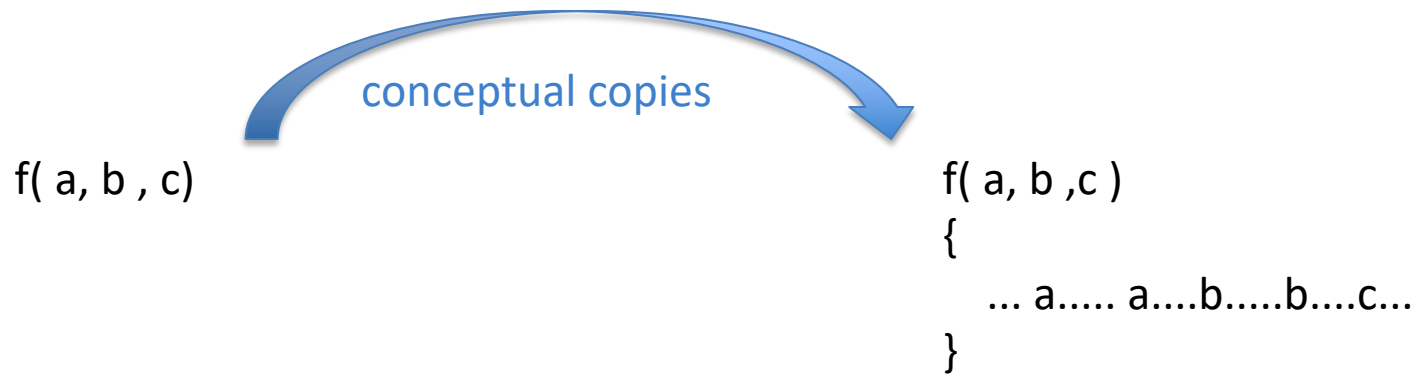 conceptual copies
f( a, b , c)
f( a, b ,c )
{
... a..... a....b.....b....c...
}